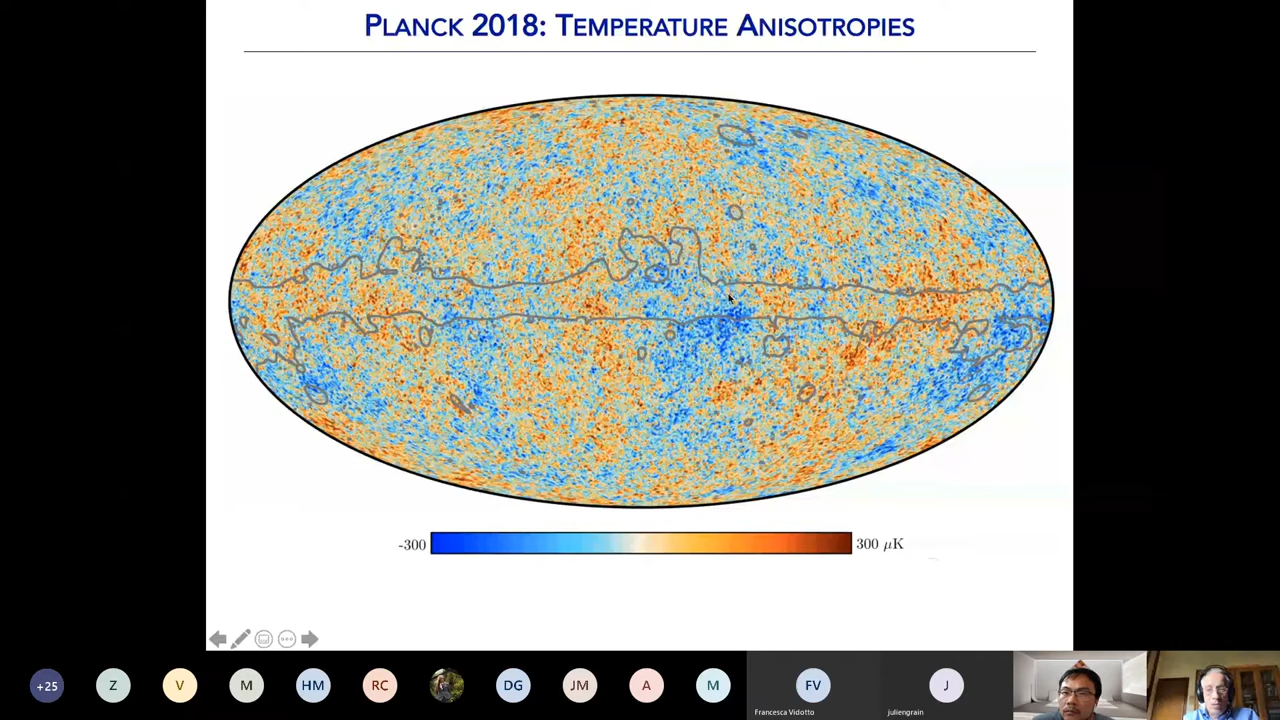 PLANCK 2018: TEMPERATURE ANISOTROPIES
-300
300 μK
+25
Z
V
M
HM
RC
DG
JM
A
M
FV
J
Francesca Vidotto
juliengrain